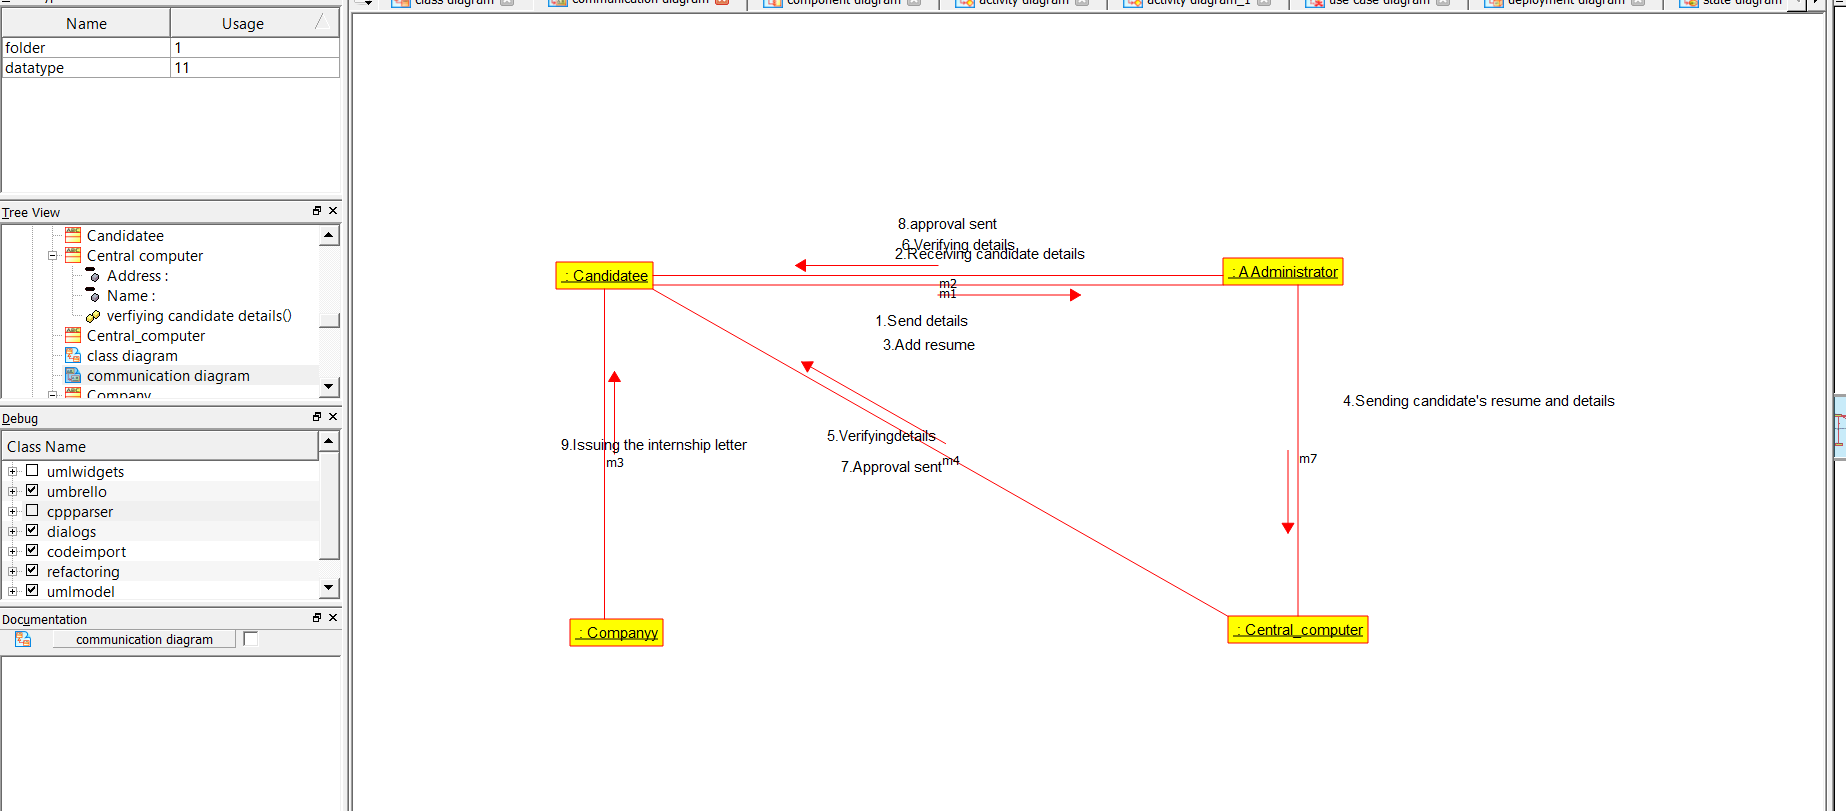 class diagram
communication diagram
component diagram
activity diagram
activity diagram_1
use case diagram
deployment diagram
state diagram
Name Usage
folder 1
datatype 11
Tree View
Candidatee
Central computer
Address :
Name :
verfiying candidate details()
Central_computer
class diagram
communication diagram
Company
Debug
Class Name
umlwidgets
umbrello
cppparser
dialogs
codeimport
refactoring
umlmodel
Documentation
communication diagram
8.approval sent
6.Verifying details
2.Receiving candidate details
: Candidatee
: A Administrator
m2
m1
1.Send details
3.Add resume
4.Sending candidate's resume and details
5.Verifyingdetails
9.Issuing the internship letter
m3
7.Approval sent
m4
m7
: Companyy
: Central_computer